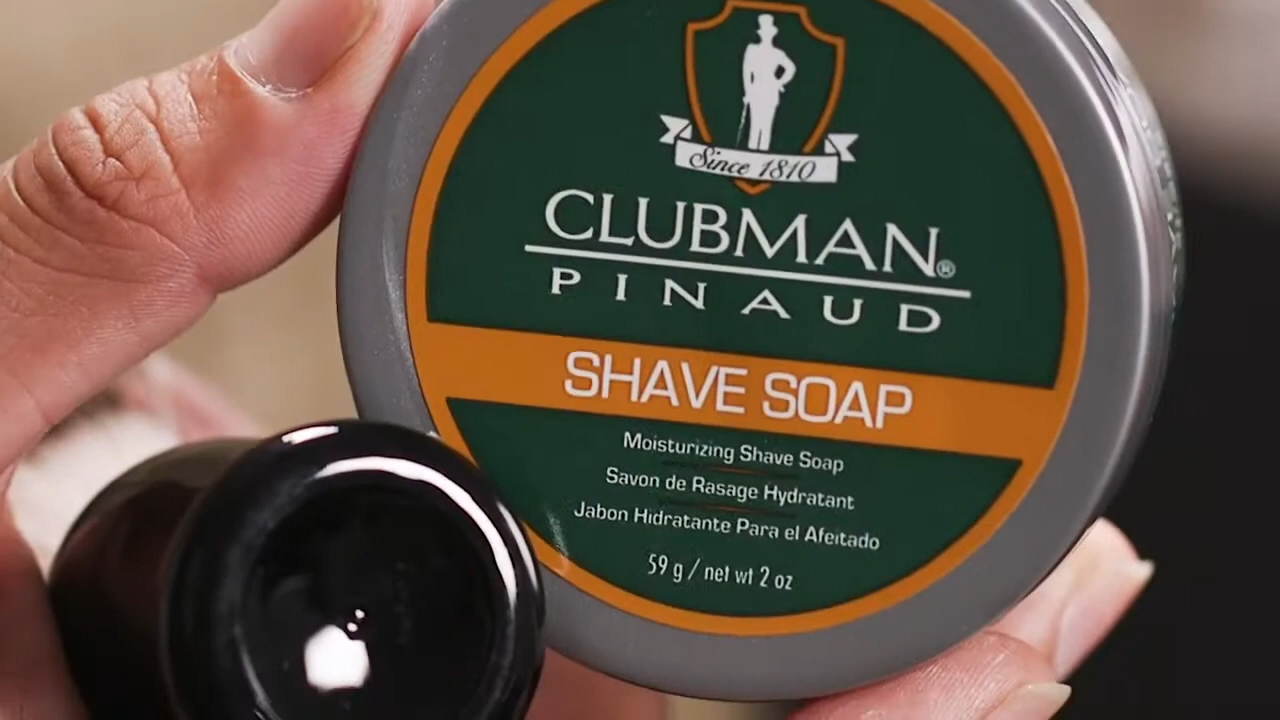 Since 1810
CLUBMAN®
PINAUD
SHAVE SOAP
Moisturizing Shave Soap
Savon de Rasage Hydratant
Jabon Hidratante Para el Afeitado
59 g / net wt 2 oz